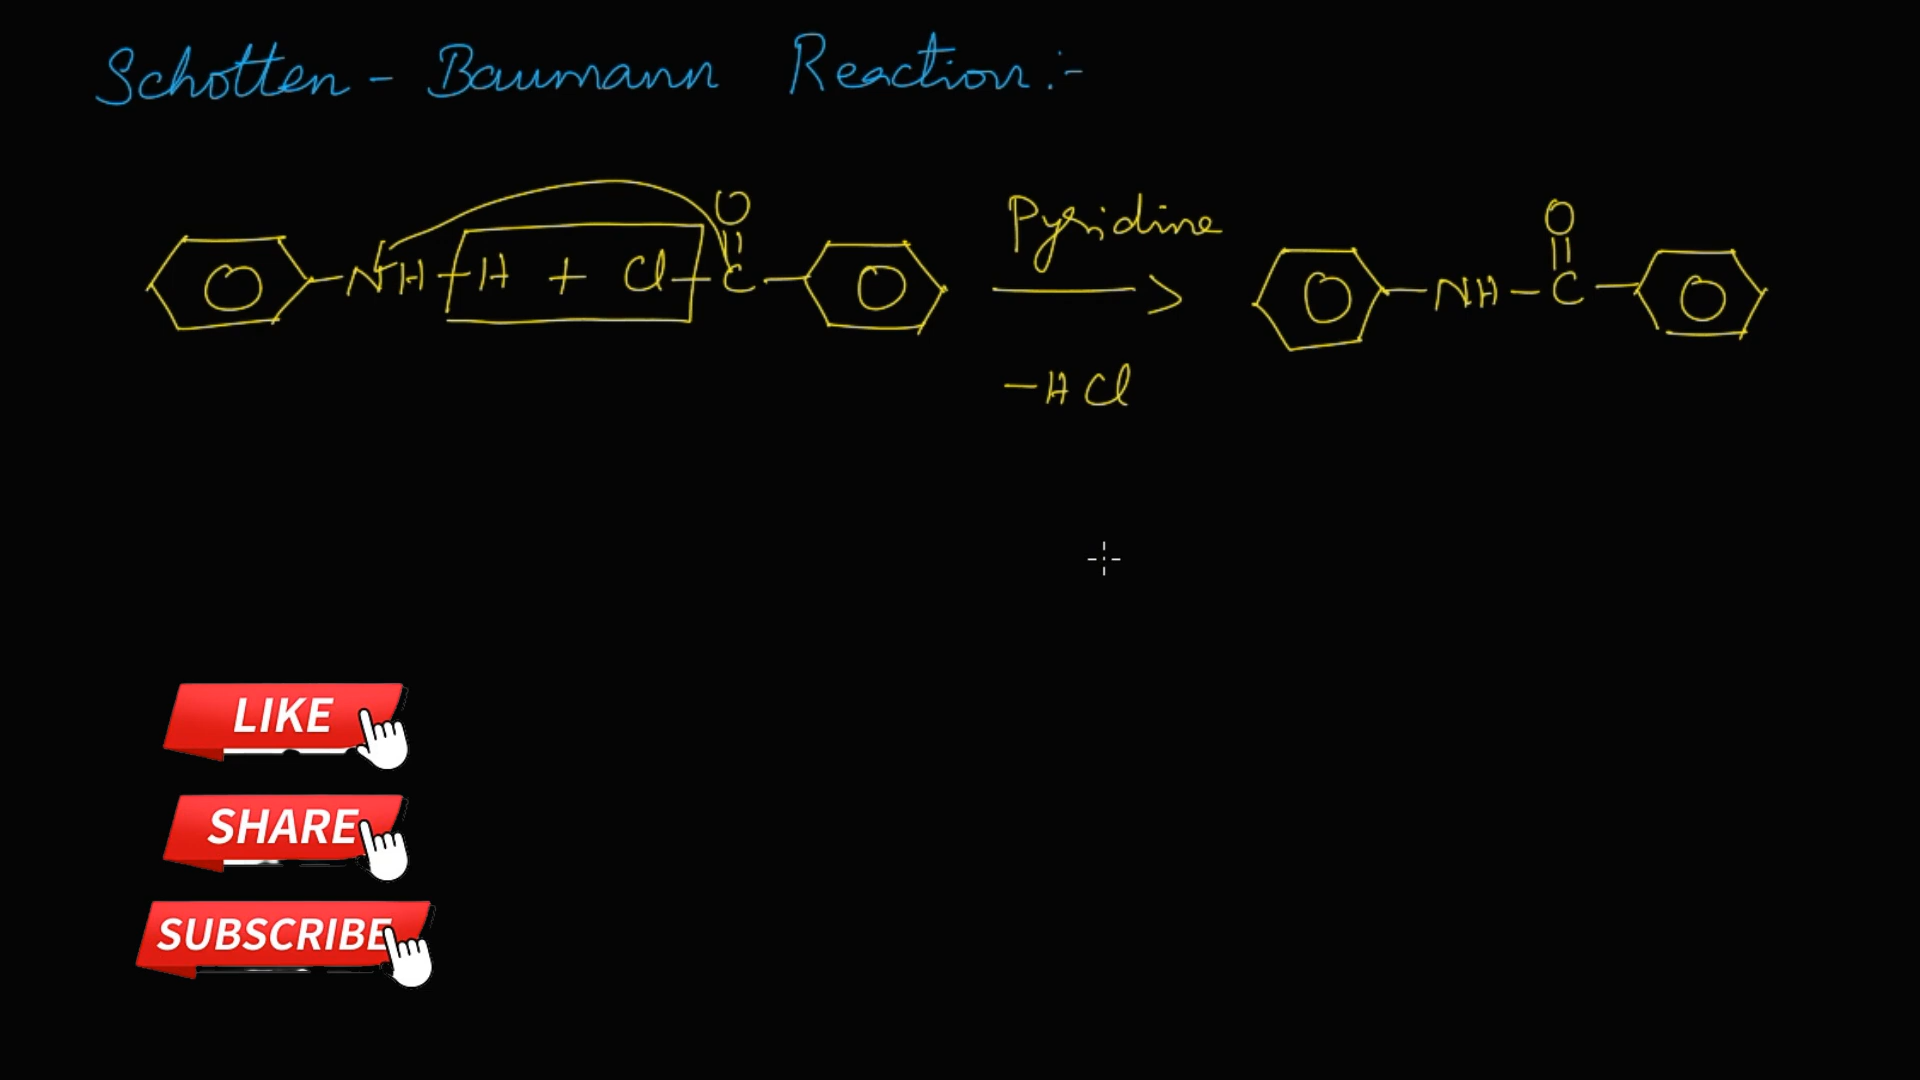 Schotten - Baumann Reaction :-
O
NH - H + Cl - C
Pyridine
- HCl
O
NH - C
LIKE
SHARE
SUBSCRIBE